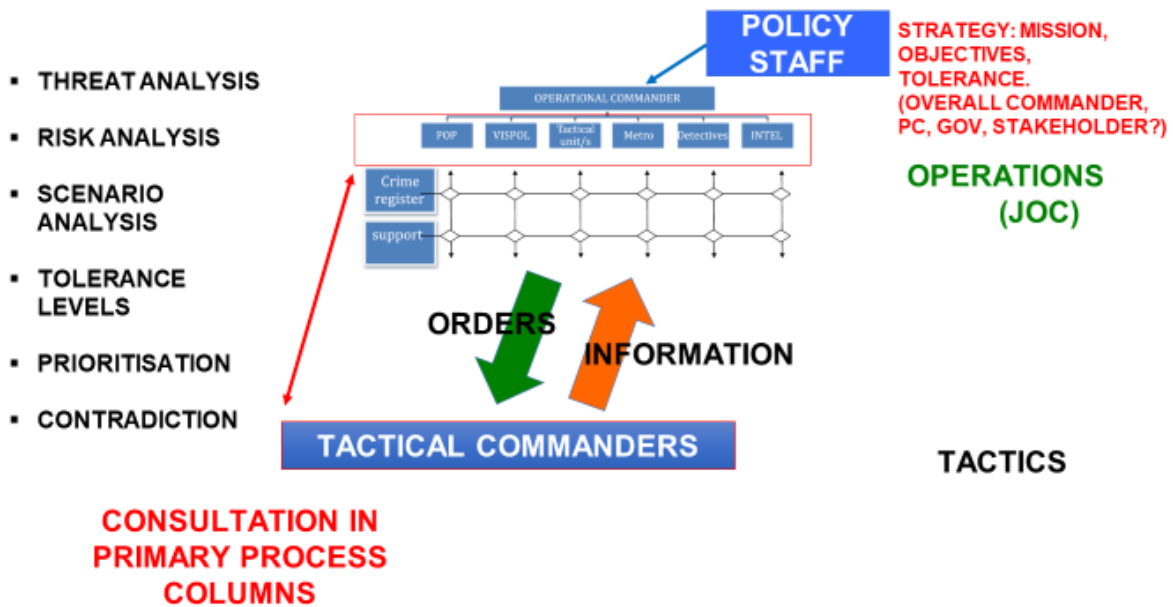 POLICY
STAFF
STRATEGY: MISSION,
OBJECTIVES,
TOLERANCE.
(OVERALL COMMANDER,
PC, GOV, STAKEHOLDER?)
▪ THREAT ANALYSIS
▪ RISK ANALYSIS
▪ SCENARIO
ANALYSIS
▪ TOLERANCE
LEVELS
▪ PRIORITISATION
▪ CONTRADICTION
OPERATIONAL COMMANDER
POP
VISPOL
Tactical
unit/s
Metro
Detectives
INTEL
Crime
register
support
OPERATIONS
(JOC)
ORDERS
INFORMATION
TACTICAL COMMANDERS
TACTICS
CONSULTATION IN
PRIMARY PROCESS
COLUMNS